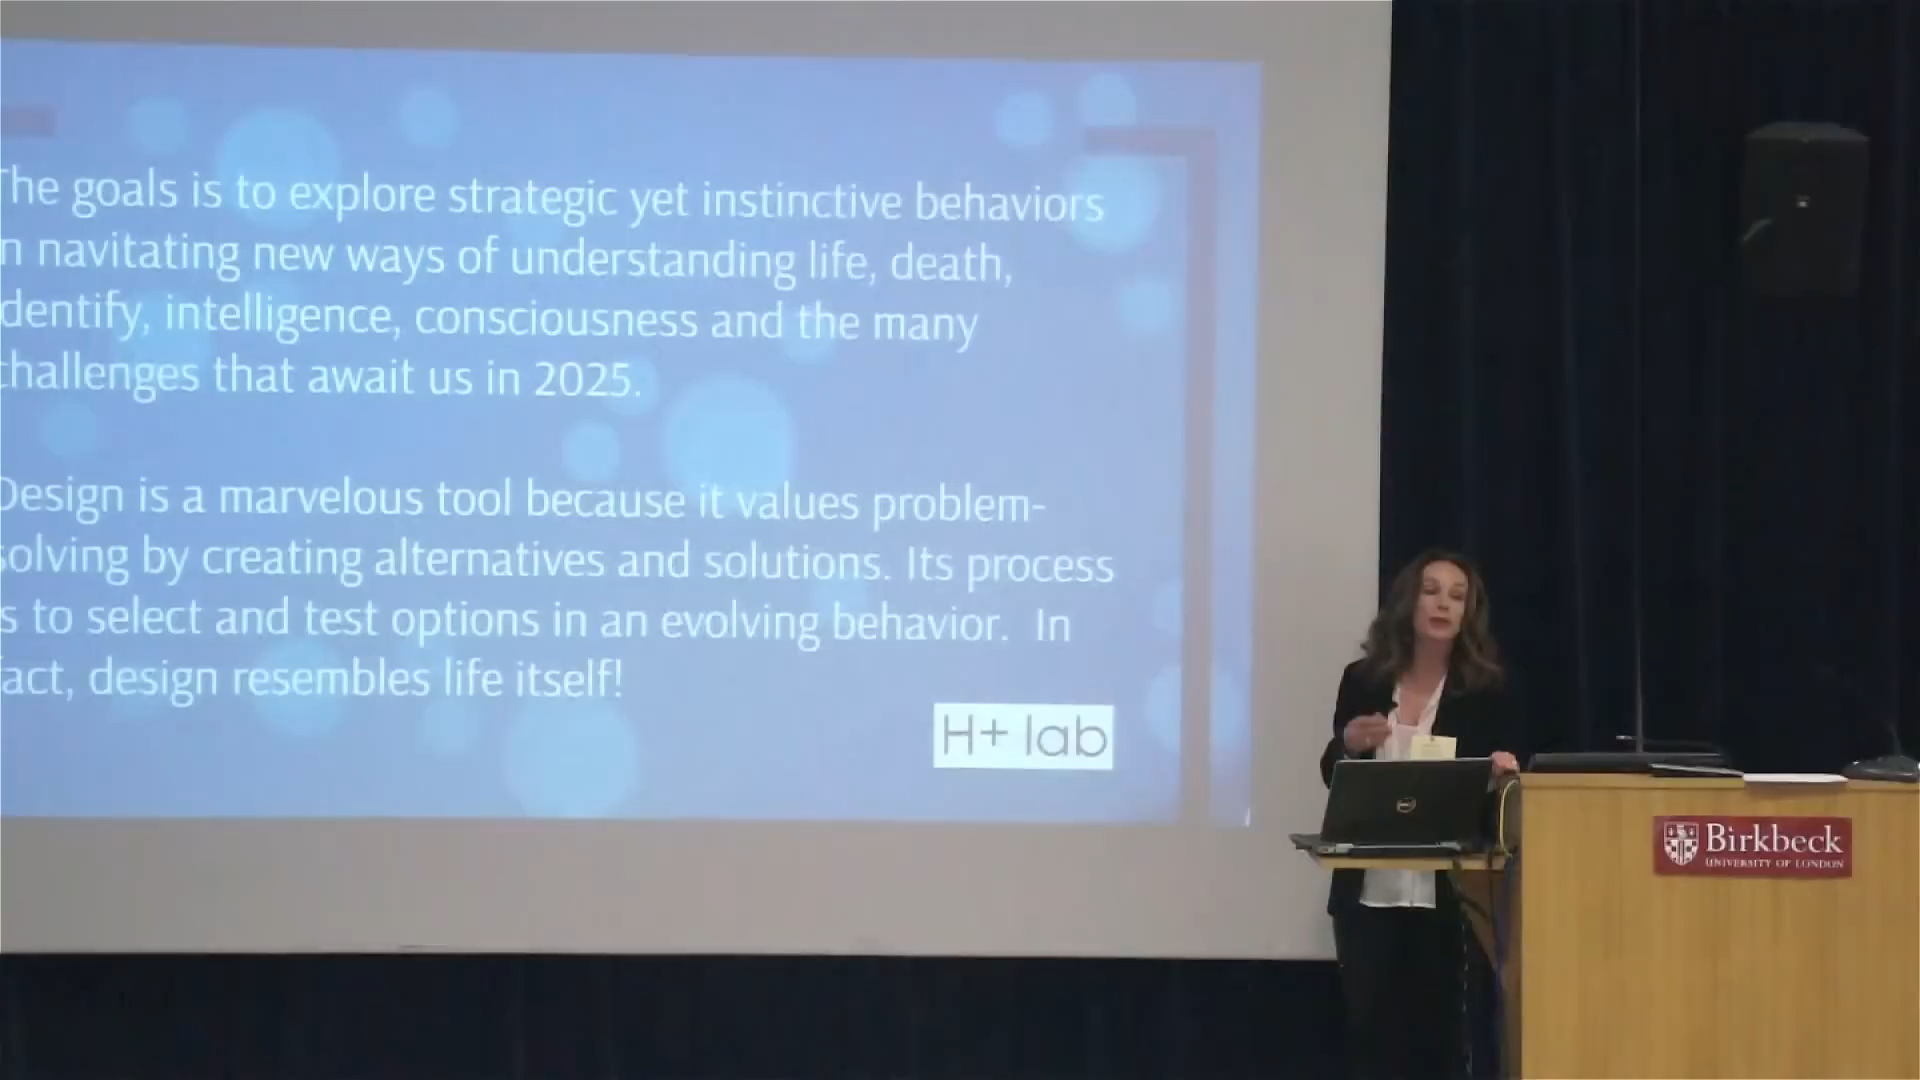 The goals is to explore strategic yet instinctive behaviors
n navitating new ways of understanding life, death,
dentify, intelligence, consciousness and the many
challenges that await us in 2025.
Design is a marvelous tool because it values problem-
solving by creating alternatives and solutions. Its process
s to select and test options in an evolving behavior. In
act, design resembles life itself!
H+ lab
Birkbeck
UNIVERSITY OF LONDON